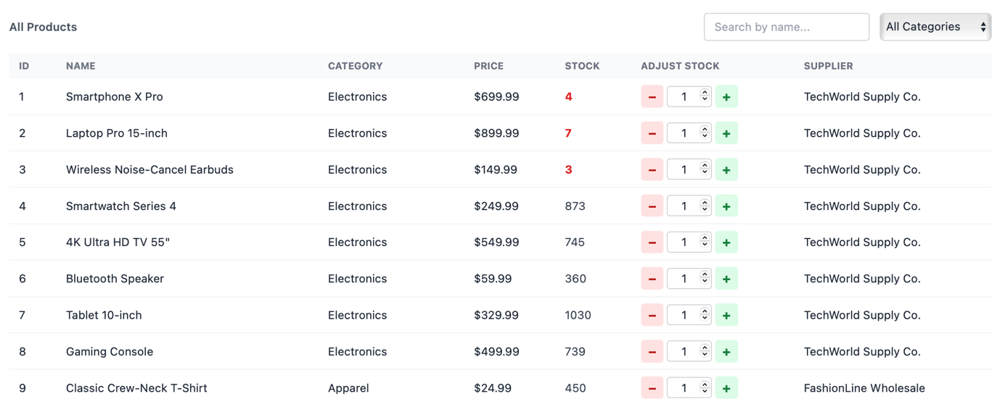 All Products Search by name... All Categories
ID NAME CATEGORY PRICE STOCK ADJUST STOCK SUPPLIER
1 Smartphone X Pro Electronics $699.99 4 − 1 + TechWorld Supply Co.
2 Laptop Pro 15-inch Electronics $899.99 7 − 1 + TechWorld Supply Co.
3 Wireless Noise-Cancel Earbuds Electronics $149.99 3 − 1 + TechWorld Supply Co.
4 Smartwatch Series 4 Electronics $249.99 873 − 1 + TechWorld Supply Co.
5 4K Ultra HD TV 55" Electronics $549.99 745 − 1 + TechWorld Supply Co.
6 Bluetooth Speaker Electronics $59.99 360 − 1 + TechWorld Supply Co.
7 Tablet 10-inch Electronics $329.99 1030 − 1 + TechWorld Supply Co.
8 Gaming Console Electronics $499.99 739 − 1 + TechWorld Supply Co.
9 Classic Crew-Neck T-Shirt Apparel $24.99 450 − 1 + FashionLine Wholesale